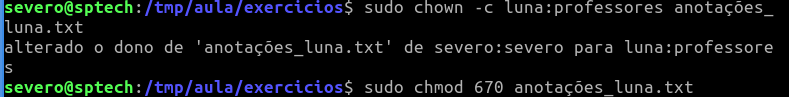 severo@sptech:/tmp/aula/exercicios$ sudo chown -c luna:professores anotações_
luna.txt
alterado o dono de 'anotações_luna.txt' de severo:severo para luna:professore
s
severo@sptech:/tmp/aula/exercicios$ sudo chmod 670 anotações_luna.txt